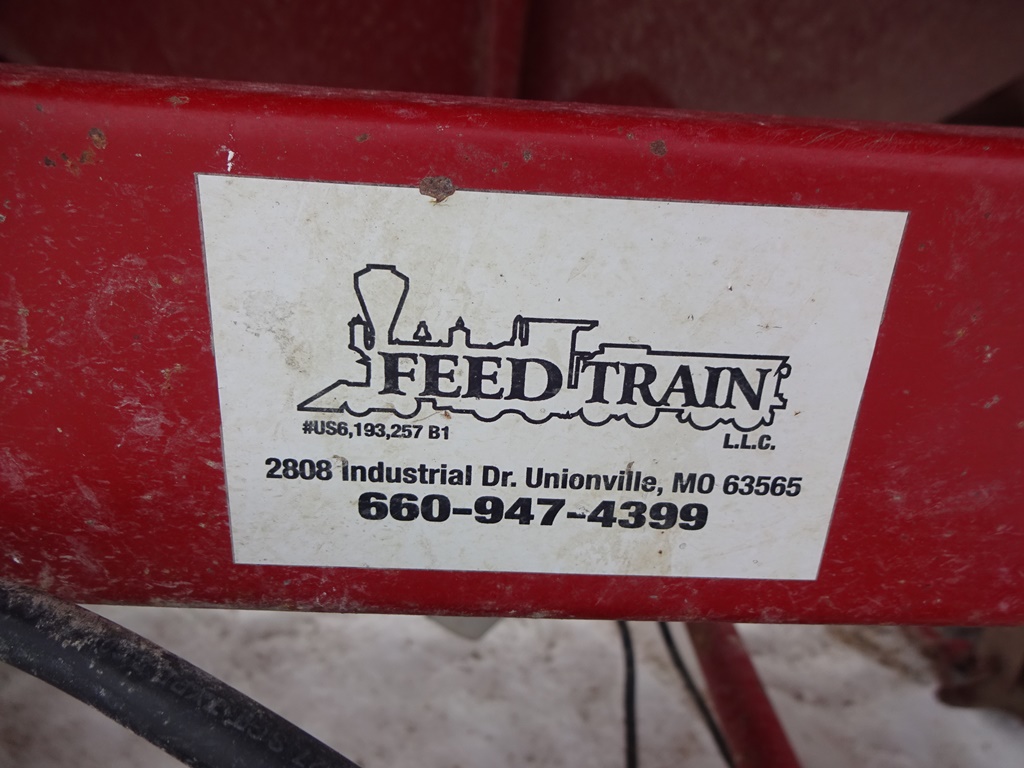 FEED TRAIN
#US6,193,257 B1
L.L.C.
2808 Industrial Dr. Unionville, MO 63565
660-947-4399